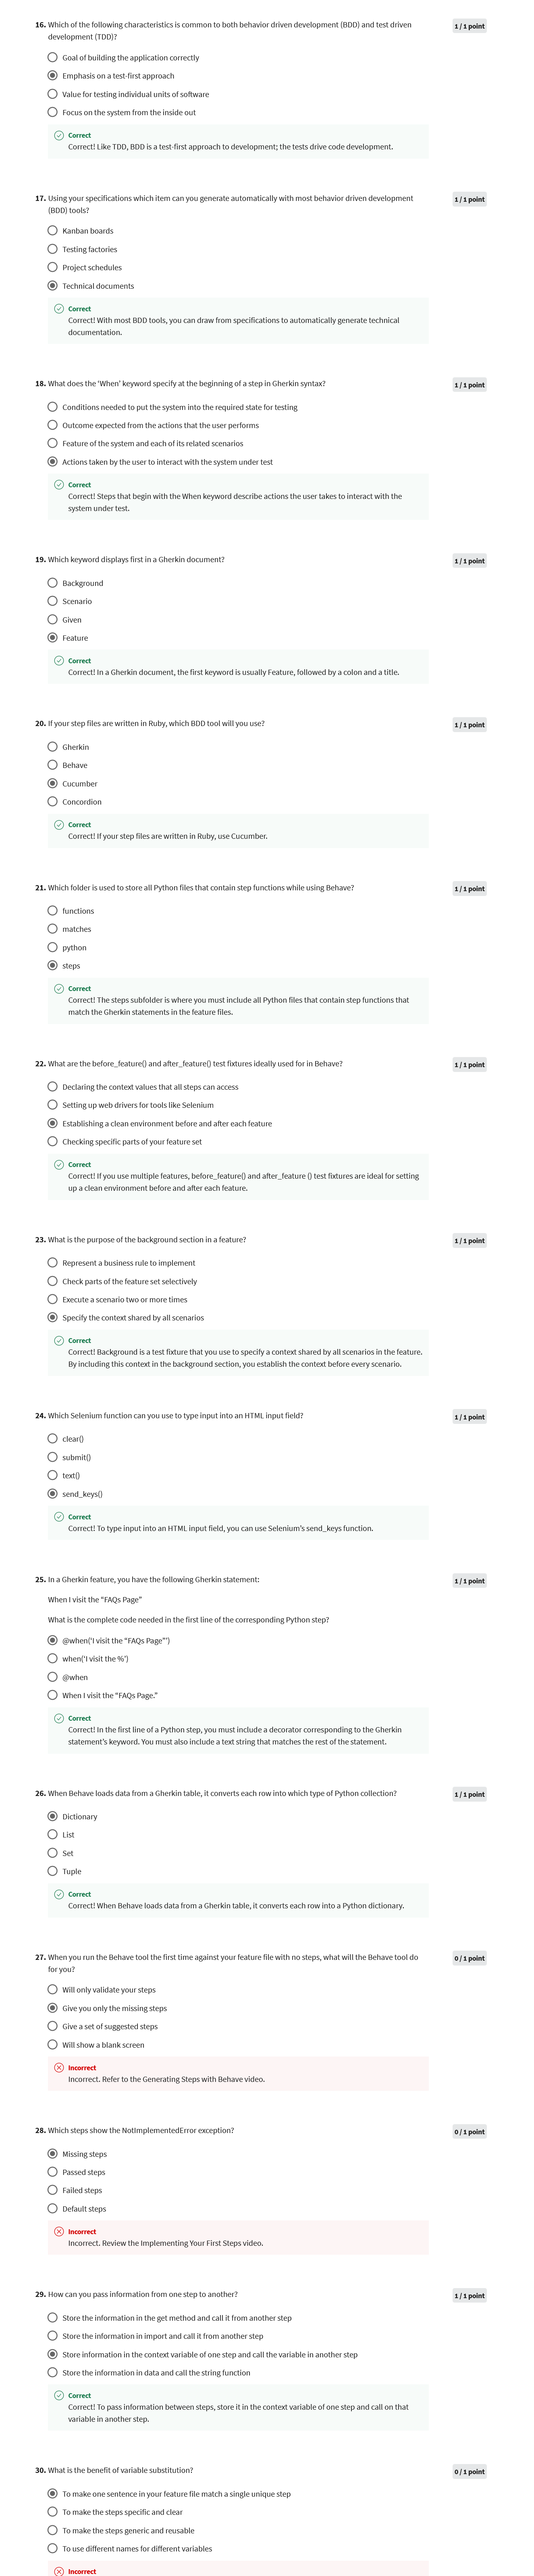 16. Which of the following characteristics is common to both behavior driven development (BDD) and test driven
development (TDD)?
1 / 1 point
Goal of building the application correctly
Emphasis on a test-first approach
Value for testing individual units of software
Focus on the system from the inside out
Correct
Correct! Like TDD, BDD is a test-first approach to development; the tests drive code development.
17. Using your specifications which item can you generate automatically with most behavior driven development
(BDD) tools?
1 / 1 point
Kanban boards
Testing factories
Project schedules
Technical documents
Correct
Correct! With most BDD tools, you can draw from specifications to automatically generate technical
documentation.
18. What does the 'When' keyword specify at the beginning of a step in Gherkin syntax?
1 / 1 point
Conditions needed to put the system into the required state for testing
Outcome expected from the actions that the user performs
Feature of the system and each of its related scenarios
Actions taken by the user to interact with the system under test
Correct
Correct! Steps that begin with the When keyword describe actions the user takes to interact with the
system under test.
19. Which keyword displays first in a Gherkin document?
1 / 1 point
Background
Scenario
Given
Feature
Correct
Correct! In a Gherkin document, the first keyword is usually Feature, followed by a colon and a title.
20. If your step files are written in Ruby, which BDD tool will you use?
1 / 1 point
Gherkin
Behave
Cucumber
Concordion
Correct
Correct! If your step files are written in Ruby, use Cucumber.
21. Which folder is used to store all Python files that contain step functions while using Behave?
1 / 1 point
functions
matches
python
steps
Correct
Correct! The steps subfolder is where you must include all Python files that contain step functions that
match the Gherkin statements in the feature files.
22. What are the before_feature() and after_feature() test fixtures ideally used for in Behave?
1 / 1 point
Declaring the context values that all steps can access
Setting up web drivers for tools like Selenium
Establishing a clean environment before and after each feature
Checking specific parts of your feature set
Correct
Correct! If you use multiple features, before_feature() and after_feature () test fixtures are ideal for setting
up a clean environment before and after each feature.
23. What is the purpose of the background section in a feature?
1 / 1 point
Represent a business rule to implement
Check parts of the feature set selectively
Execute a scenario two or more times
Specify the context shared by all scenarios
Correct
Correct! Background is a test fixture that you use to specify a context shared by all scenarios in the feature.
By including this context in the background section, you establish the context before every scenario.
24. Which Selenium function can you use to type input into an HTML input field?
1 / 1 point
clear()
submit()
text()
send_keys()
Correct
Correct! To type input into an HTML input field, you can use Selenium's send_keys function.
25. In a Gherkin feature, you have the following Gherkin statement:
1 / 1 point
When I visit the "FAQs Page"
What is the complete code needed in the first line of the corresponding Python step?
@when('I visit the "FAQs Page"')
when('I visit the %')
@when
When I visit the "FAQs Page."
Correct
Correct! In the first line of a Python step, you must include a decorator corresponding to the Gherkin
statement's keyword. You must also include a text string that matches the rest of the statement.
26. When Behave loads data from a Gherkin table, it converts each row into which type of Python collection?
1 / 1 point
Dictionary
List
Set
Tuple
Correct
Correct! When Behave loads data from a Gherkin table, it converts each row into a Python dictionary.
27. When you run the Behave tool the first time against your feature file with no steps, what will the Behave tool do
for you?
0 / 1 point
Will only validate your steps
Give you only the missing steps
Give a set of suggested steps
Will show a blank screen
Incorrect
Incorrect. Refer to the Generating Steps with Behave video.
28. Which steps show the NotImplementedError exception?
0 / 1 point
Missing steps
Passed steps
Failed steps
Default steps
Incorrect
Incorrect. Review the Implementing Your First Steps video.
29. How can you pass information from one step to another?
1 / 1 point
Store the information in the get method and call it from another step
Store the information in import and call it from another step
Store information in the context variable of one step and call the variable in another step
Store the information in data and call the string function
Correct
Correct! To pass information between steps, store it in the context variable of one step and call on that
variable in another step.
30. What is the benefit of variable substitution?
0 / 1 point
To make one sentence in your feature file match a single unique step
To make the steps specific and clear
To make the steps generic and reusable
To use different names for different variables
Incorrect